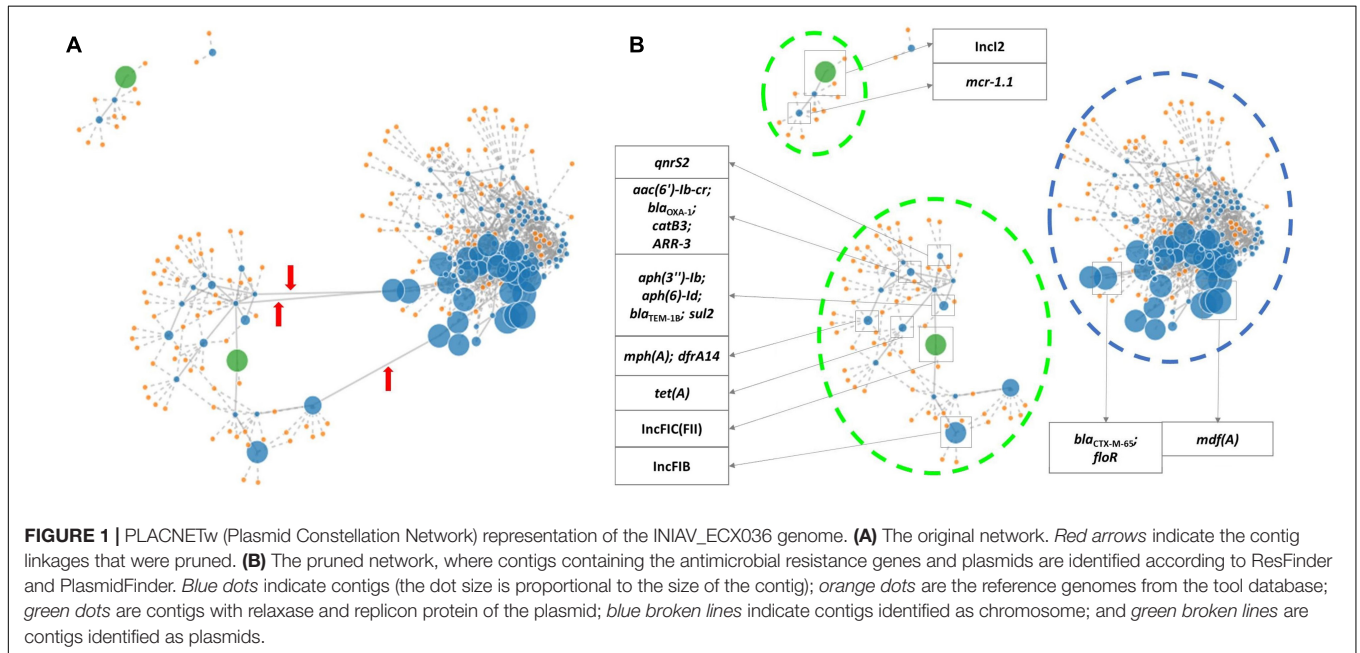 A
B
IncI2
mcr-1.1
qnrS2
aac(6')-Ib-cr;
blaOXA-1;
catB3;
ARR-3
aph(3'')-Ib;
aph(6)-Id;
blaTEM-1B; sul2
mph(A); dfrA14
tet(A)
IncFIC(FII)
IncFIB
blaCTX-M-65;
floR
mdf(A)
FIGURE 1 | PLACNETw (Plasmid Constellation Network) representation of the INIAV_ECX036 genome. (A) The original network. Red arrows indicate the contig
linkages that were pruned. (B) The pruned network, where contigs containing the antimicrobial resistance genes and plasmids are identified according to ResFinder
and PlasmidFinder. Blue dots indicate contigs (the dot size is proportional to the size of the contig); orange dots are the reference genomes from the tool database;
green dots are contigs with relaxase and replicon protein of the plasmid; blue broken lines indicate contigs identified as chromosome; and green broken lines are
contigs identified as plasmids.